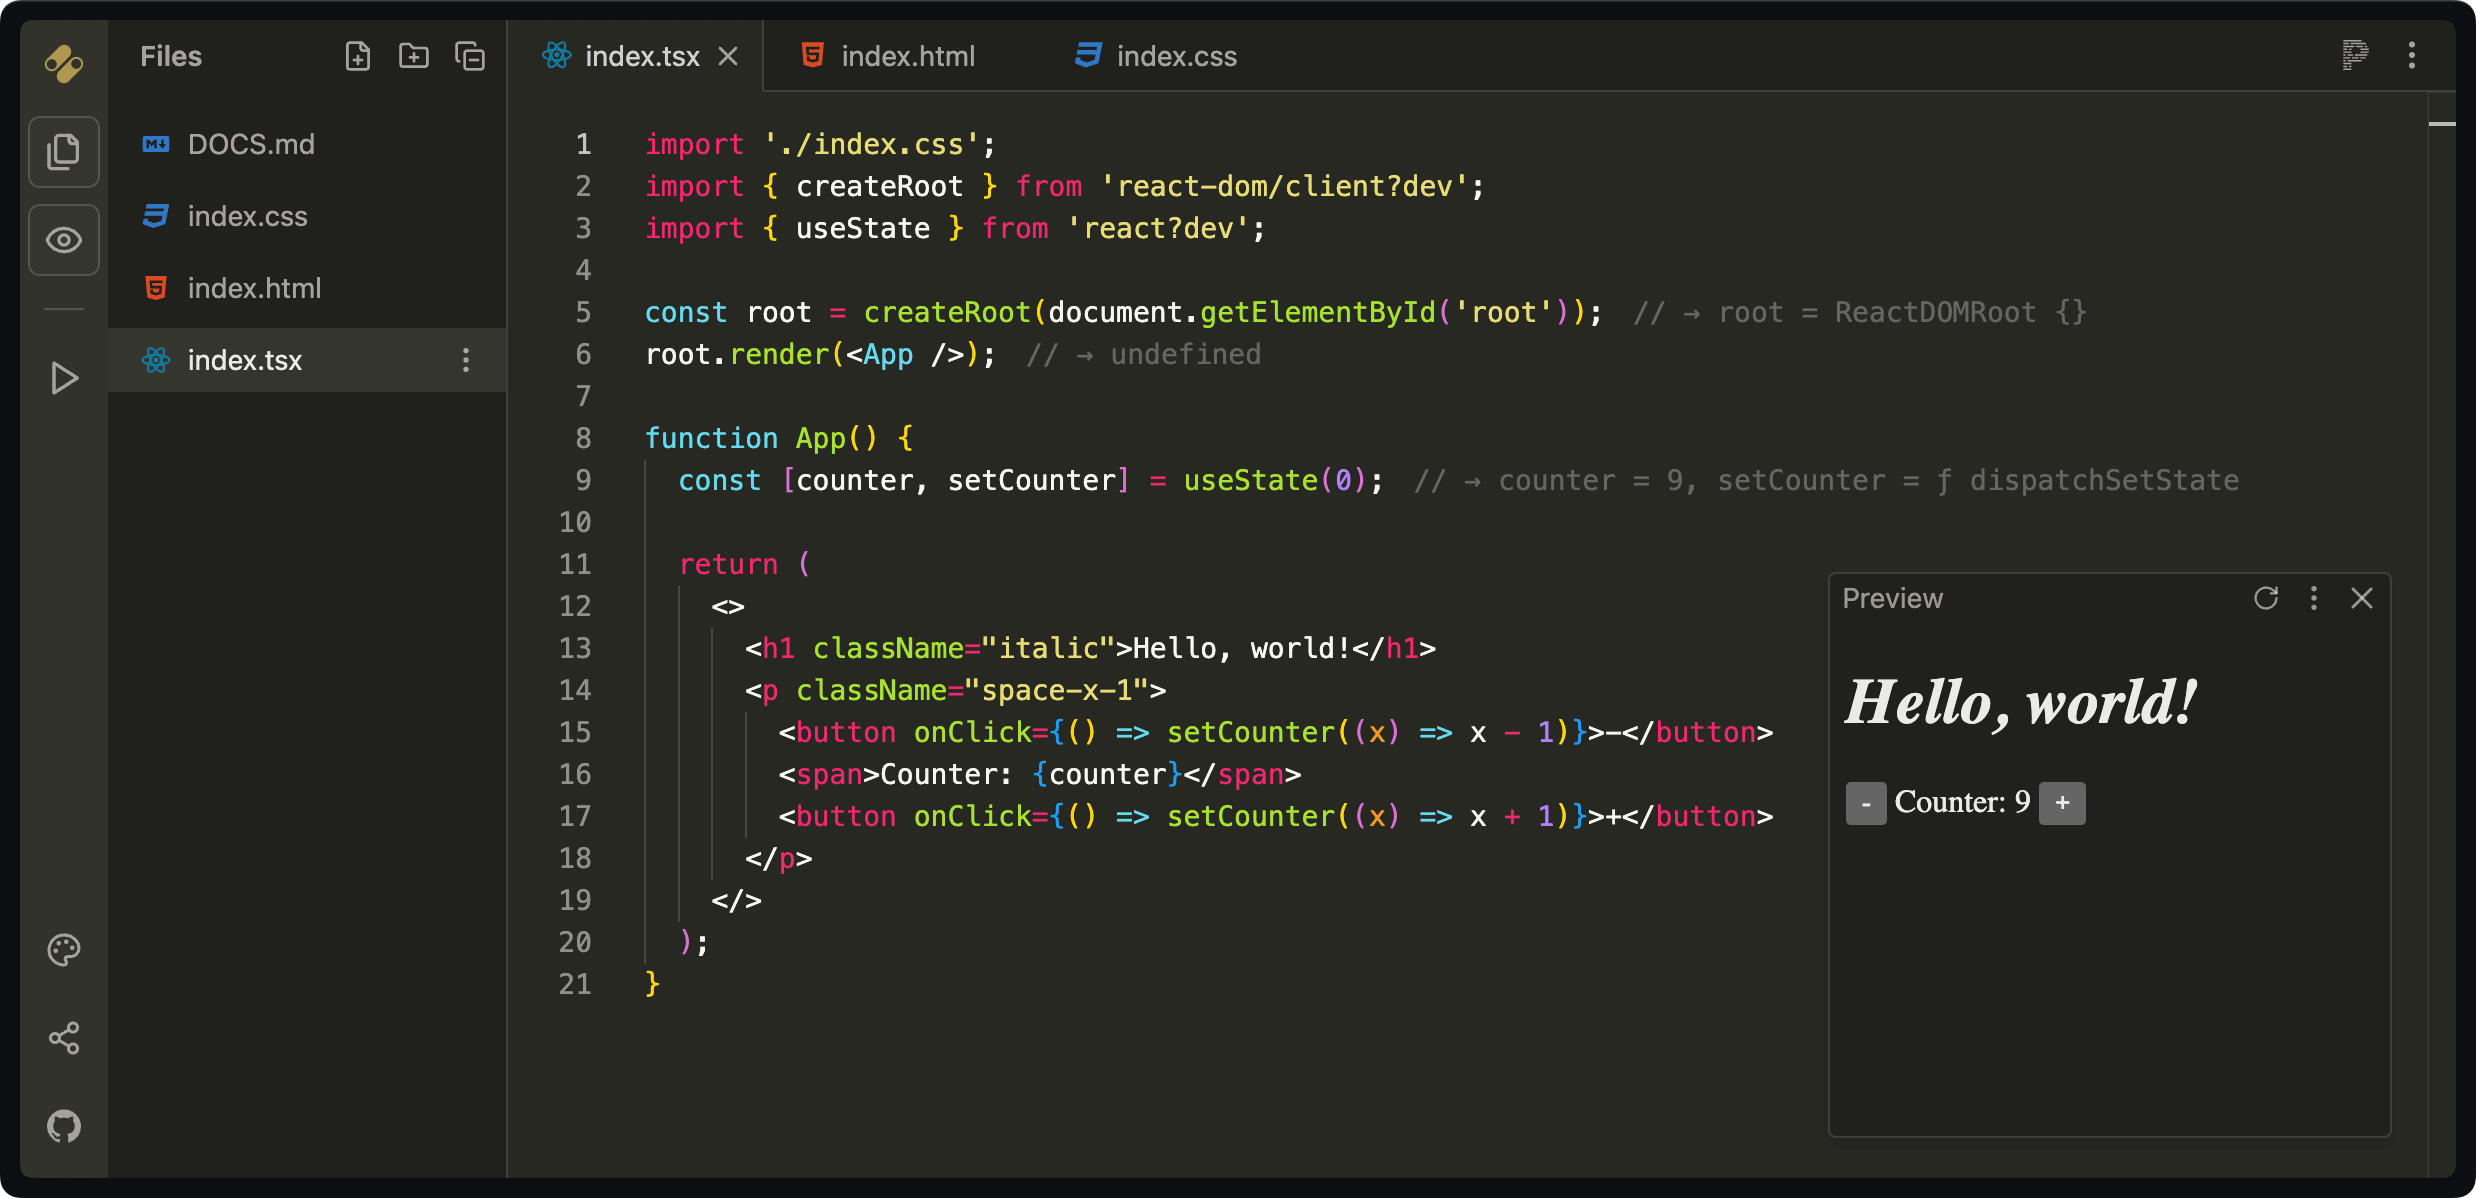 Files
DOCS.md
index.css
index.html
index.tsx
index.tsx
index.html
index.css
1 import './index.css';
2 import { createRoot } from 'react-dom/client?dev';
3 import { useState } from 'react?dev';
4
5 const root = createRoot(document.getElementById('root')); // → root = ReactDOMRoot {}
6 root.render(<App />); // → undefined
7
8 function App() {
9   const [counter, setCounter] = useState(0); // → counter = 9, setCounter = ƒ dispatchSetState
10
11   return (
12     <>
13       <h1 className="italic">Hello, world!</h1>
14       <p className="space-x-1">
15         <button onClick={() => setCounter((x) => x - 1)}>-</button>
16         <span>Counter: {counter}</span>
17         <button onClick={() => setCounter((x) => x + 1)}>+</button>
18       </p>
19     </>
20   );
21 }
Preview
Hello, world!
- Counter: 9 +